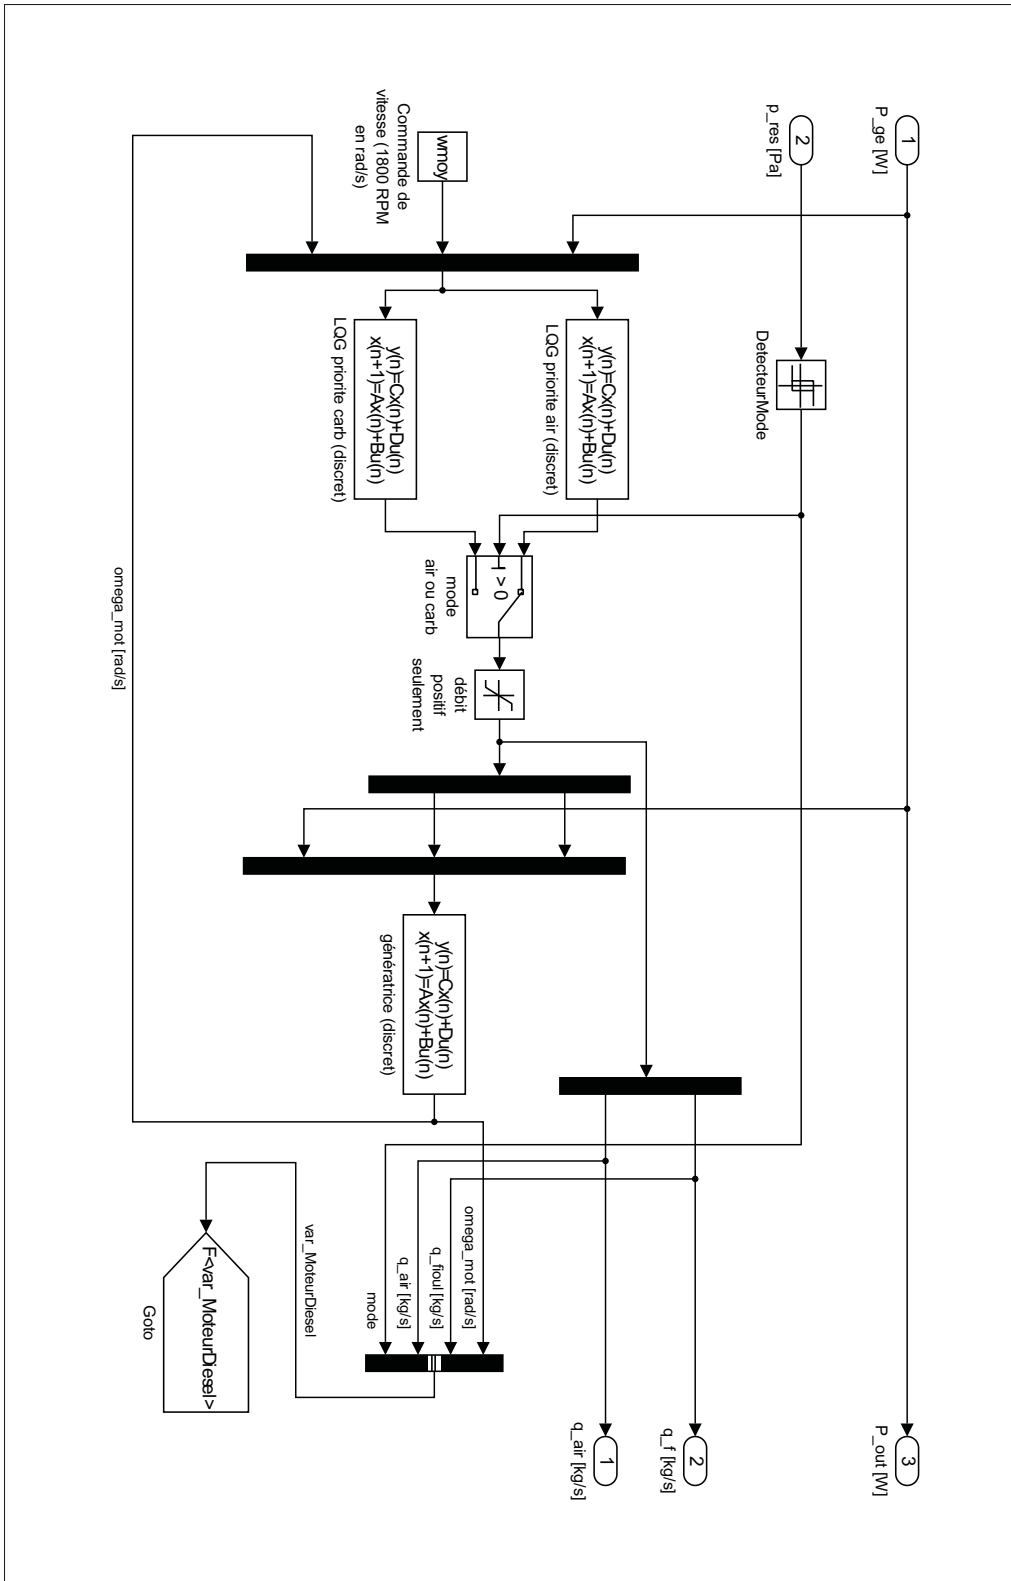 1
P_ge [W]
2
p_res [Pa]
wmoy
Commande de
vitesse (1800 RPM
en rad/s)
DetecteurMode
y(n)=Cx(n)+Du(n)
x(n+1)=Ax(n)+Bu(n)
LQG priorite air (discret)
y(n)=Cx(n)+Du(n)
x(n+1)=Ax(n)+Bu(n)
LQG priorite carb (discret)
> 0
mode
air ou carb
débit
positif
seulement
y(n)=Cx(n)+Du(n)
x(n+1)=Ax(n)+Bu(n)
génératrice (discret)
omega_mot [rad/s]
omega_mot [rad/s]
q_fioul [kg/s]
q_air [kg/s]
mode
var_MoteurDiesel
F<var_MoteurDiesel>
Goto
3
P_out [W]
2
q_f [kg/s]
1
q_air [kg/s]